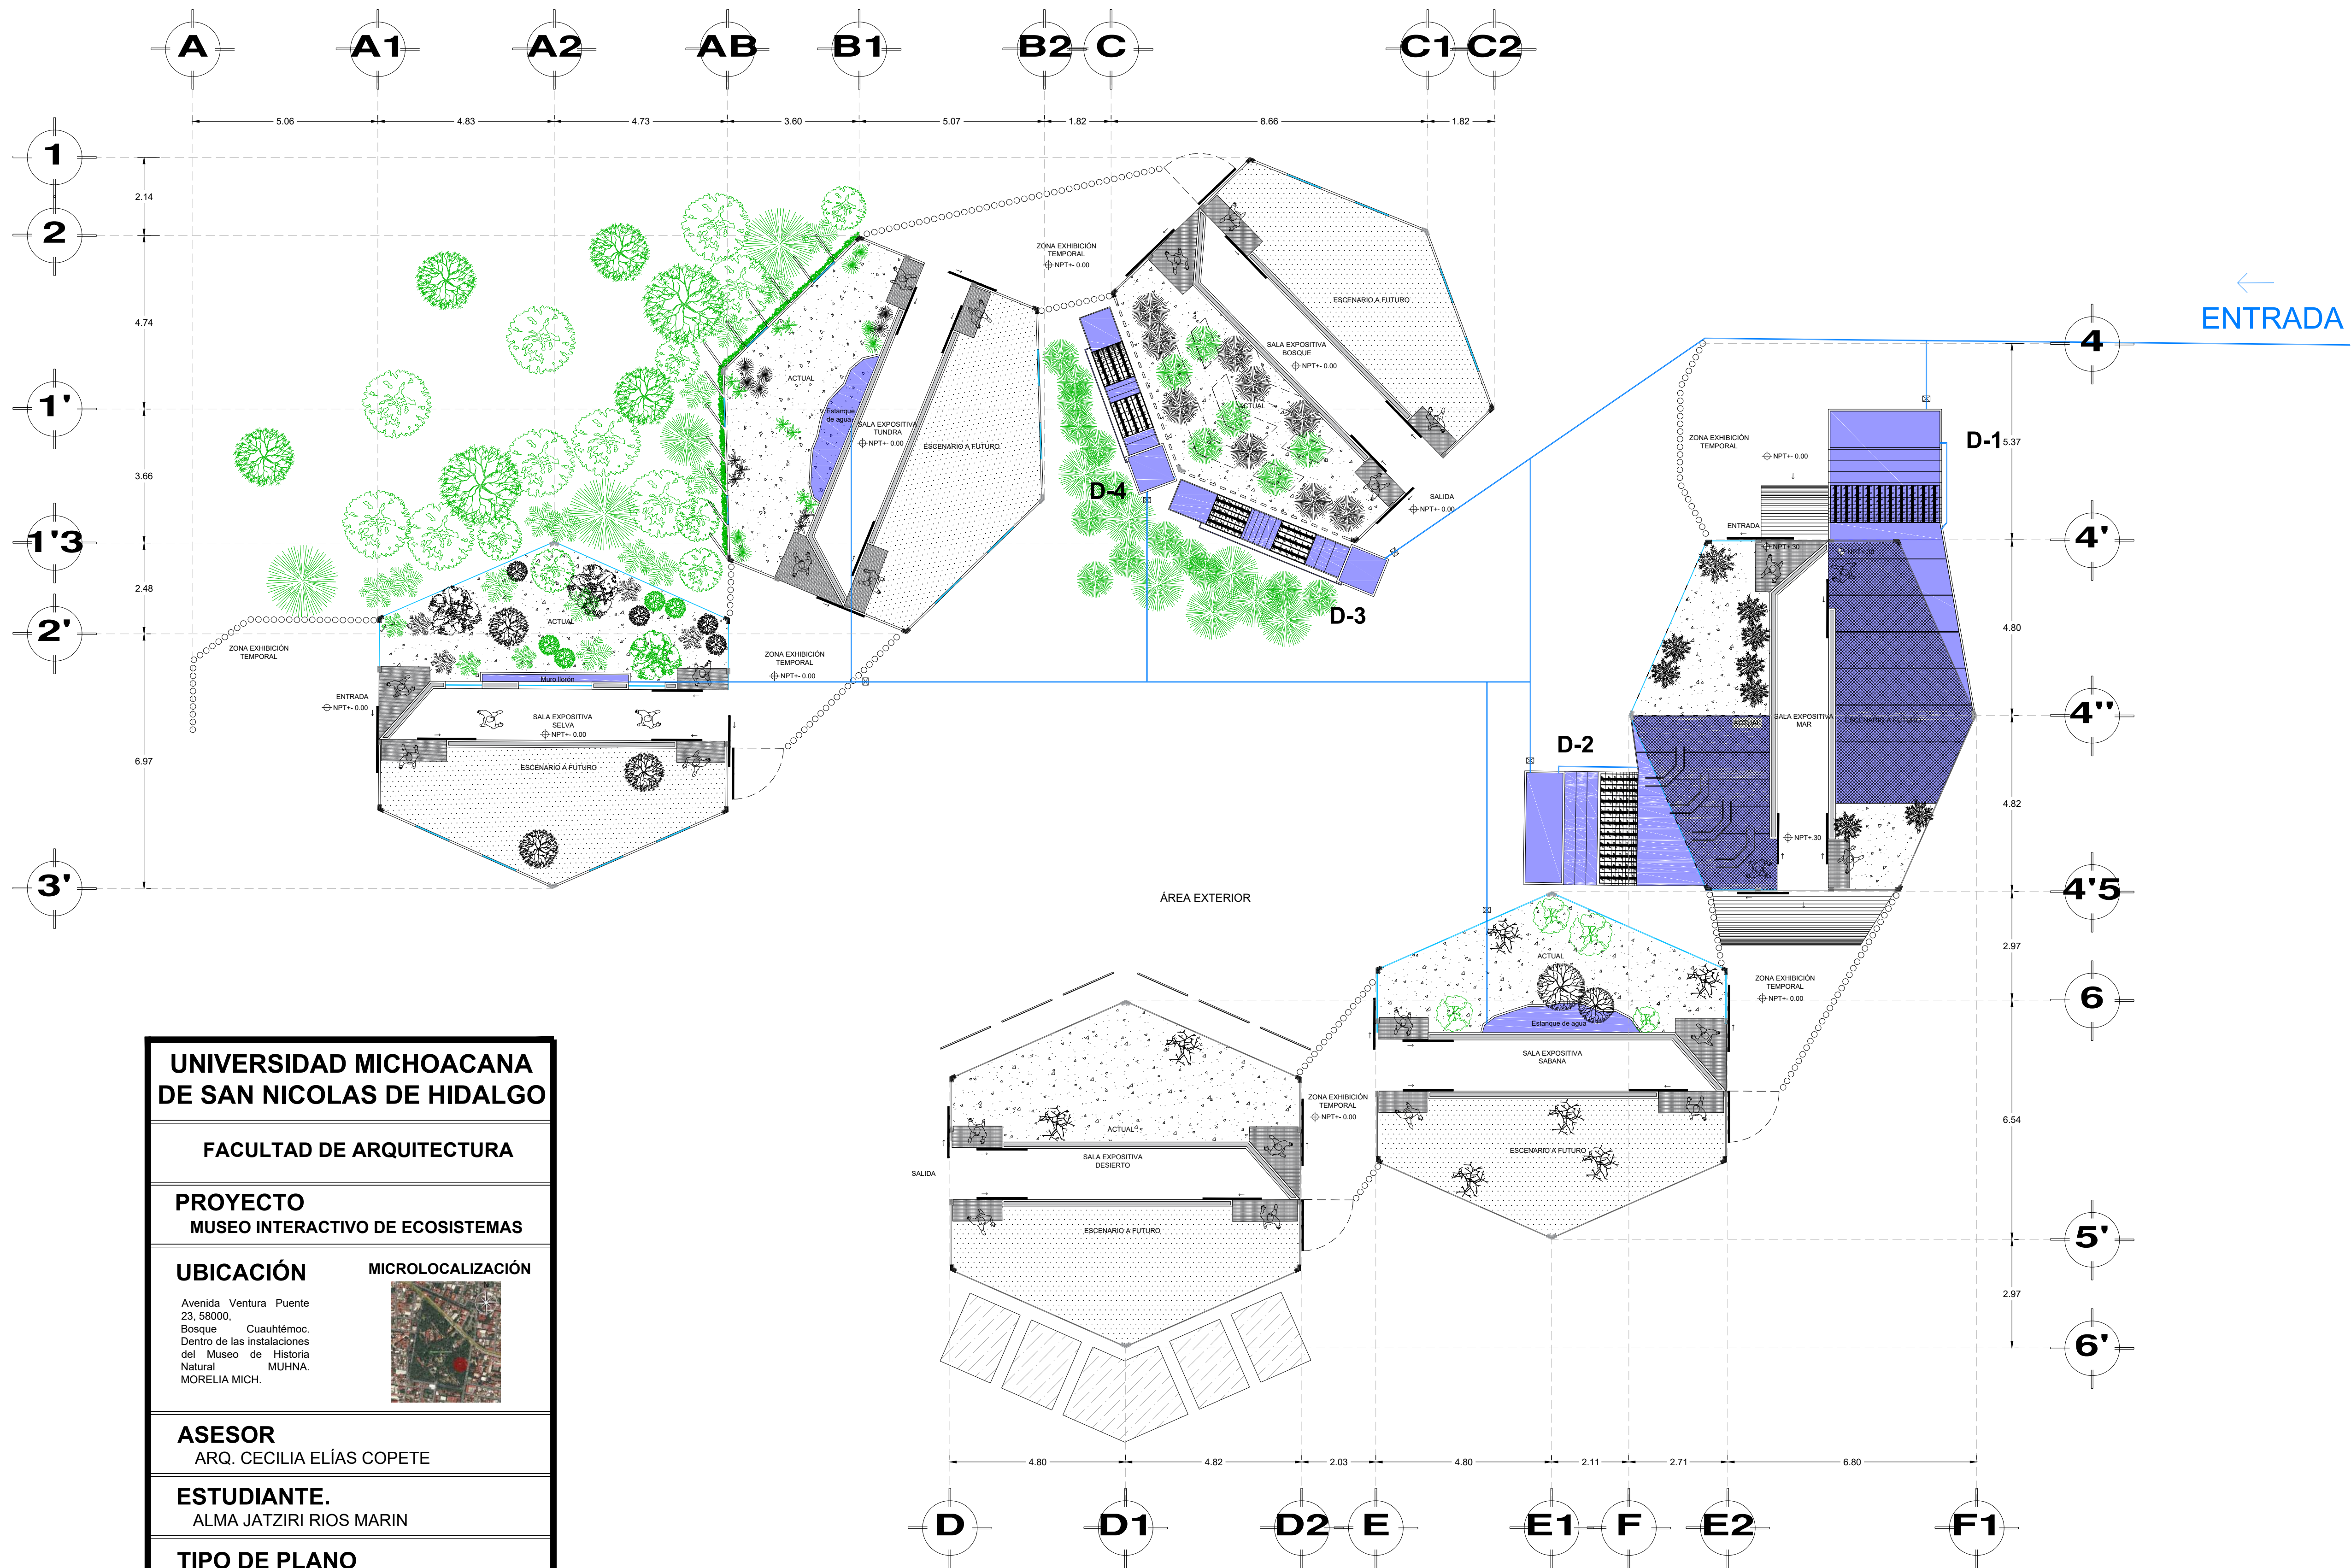 A A1 A2 AB B1 B2 C C1 C2
5.06 4.83 4.73 3.60 5.07 1.82 8.66 1.82
1
2.14
2
4.74
1'
3.66
1'3
2.48
2'
6.97
3'
ZONA EXHIBICIÓN
TEMPORAL
NPT+- 0.00
ESCENARIO A FUTURO
SALA EXPOSITIVA
BOSQUE
NPT+- 0.00
ACTUAL
D-4
D-3
SALIDA
NPT+- 0.00
ACTUAL
Estanque
de agua
SALA EXPOSITIVA
TUNDRA
NPT+- 0.00
ESCENARIO A FUTURO
ZONA EXHIBICIÓN
TEMPORAL
ACTUAL
ZONA EXHIBICIÓN
TEMPORAL
NPT+- 0.00
ENTRADA
NPT+- 0.00
Muro llorón
SALA EXPOSITIVA
SELVA
NPT+- 0.00
ESCENARIO A FUTURO
ENTRADA
4
5.37
4'
4.80
4''
4.82
4'5
2.97
6
6.54
5'
2.97
6'
D-1
ZONA EXHIBICIÓN
TEMPORAL
NPT+- 0.00
ENTRADA
NPT+.30
NPT+.30
ACTUAL
SALA EXPOSITIVA
MAR
ESCENARIO A FUTURO
NPT+.30
D-2
ÁREA EXTERIOR
ACTUAL
Estanque de agua
SALA EXPOSITIVA
SABANA
ESCENARIO A FUTURO
ZONA EXHIBICIÓN
TEMPORAL
NPT+- 0.00
ZONA EXHIBICIÓN
TEMPORAL
NPT+- 0.00
ACTUAL
SALA EXPOSITIVA
DESIERTO
SALIDA
ESCENARIO A FUTURO
4.80 4.82 2.03 4.80 2.11 2.71 6.80
D D1 D2 E E1 F E2 F1
UNIVERSIDAD MICHOACANA
DE SAN NICOLAS DE HIDALGO
FACULTAD DE ARQUITECTURA
PROYECTO
MUSEO INTERACTIVO DE ECOSISTEMAS
UBICACIÓN
Avenida Ventura Puente
23, 58000,
Bosque Cuauhtémoc.
Dentro de las instalaciones
del Museo de Historia
Natural MUHNA.
MORELIA MICH.
MICROLOCALIZACIÓN
ASESOR
ARQ. CECILIA ELÍAS COPETE
ESTUDIANTE.
ALMA JATZIRI RIOS MARIN
TIPO DE PLANO